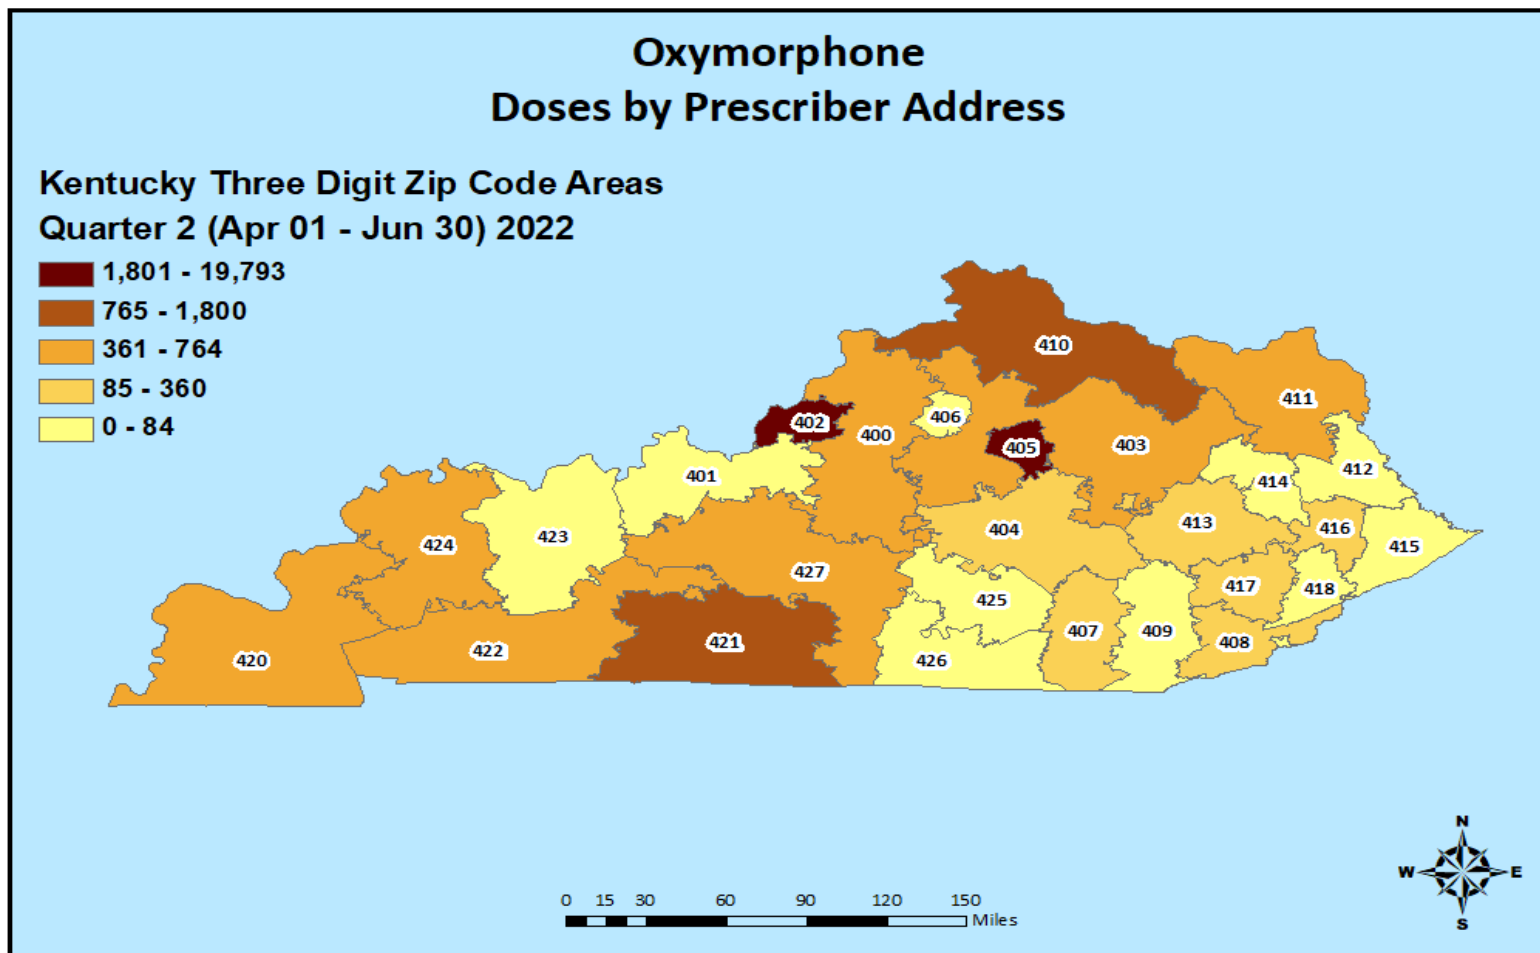 Oxymorphone
Doses by Prescriber Address
Kentucky Three Digit Zip Code Areas
Quarter 2 (Apr 01 - Jun 30) 2022
1,801 - 19,793
765 - 1,800
361 - 764
85 - 360
0 - 84
410
411
402
406
400
403
405
401
412
414
413
416
404
423
424
415
427
417
418
425
407
409
408
421
422
420
426
N
W
E
S
0 15 30 60 90 120 150
Miles